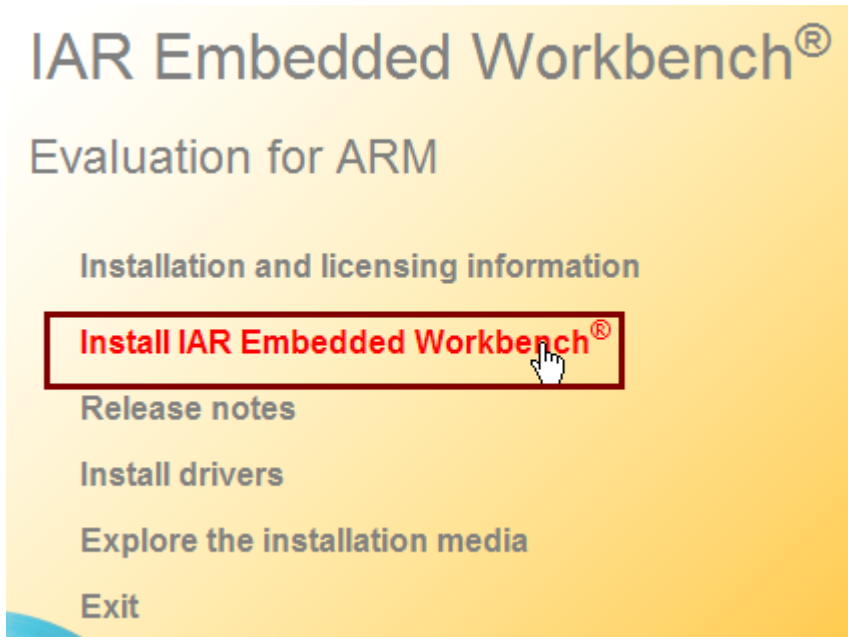 IAR Embedded Workbench®
Evaluation for ARM
Installation and licensing information
Install IAR Embedded Workbench®
Release notes
Install drivers
Explore the installation media
Exit